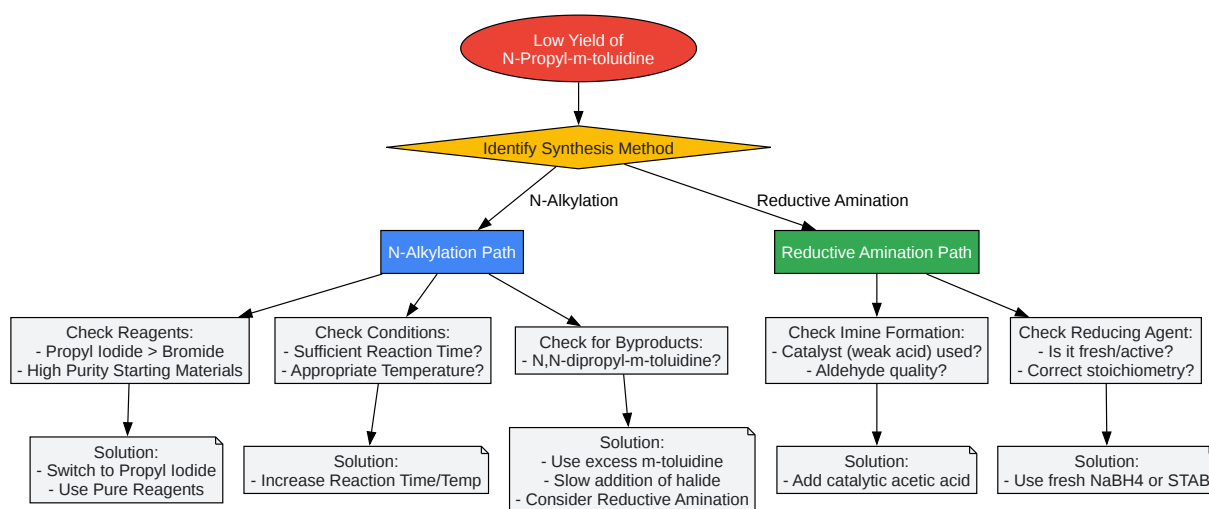 Low Yield of
N-Propyl-m-toluidine
Identify Synthesis Method
N-Alkylation
Reductive Amination
N-Alkylation Path
Reductive Amination Path
Check Reagents:
- Propyl Iodide > Bromide
- High Purity Starting Materials
Check Conditions:
- Sufficient Reaction Time?
- Appropriate Temperature?
Check for Byproducts:
- N,N-dipropyl-m-toluidine?
Check Imine Formation:
- Catalyst (weak acid) used?
- Aldehyde quality?
Check Reducing Agent:
- Is it fresh/active?
- Correct stoichiometry?
Solution:
- Switch to Propyl Iodide
- Use Pure Reagents
Solution:
- Increase Reaction Time/Temp
Solution:
- Use excess m-toluidine
- Slow addition of halide
- Consider Reductive Amination
Solution:
- Add catalytic acetic acid
Solution:
- Use fresh NaBH4 or STAB